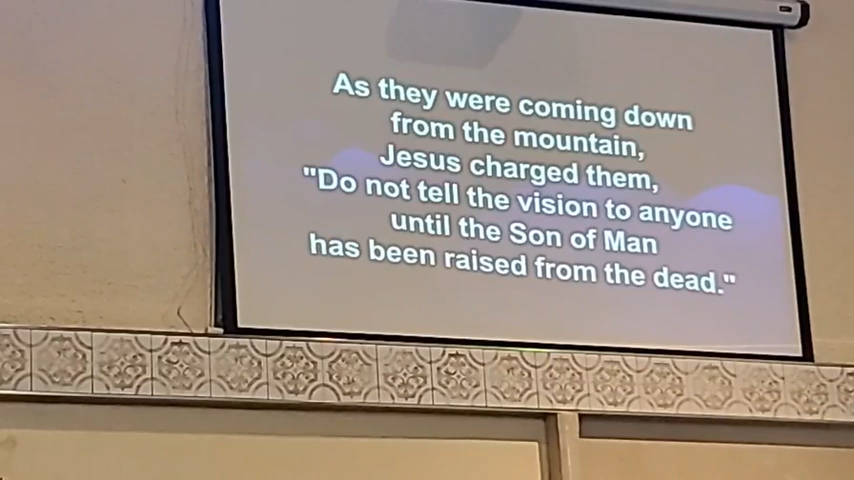 As they were coming down
from the mountain,
Jesus charged them,
"Do not tell the vision to anyone
until the Son of Man
has been raised from the dead."